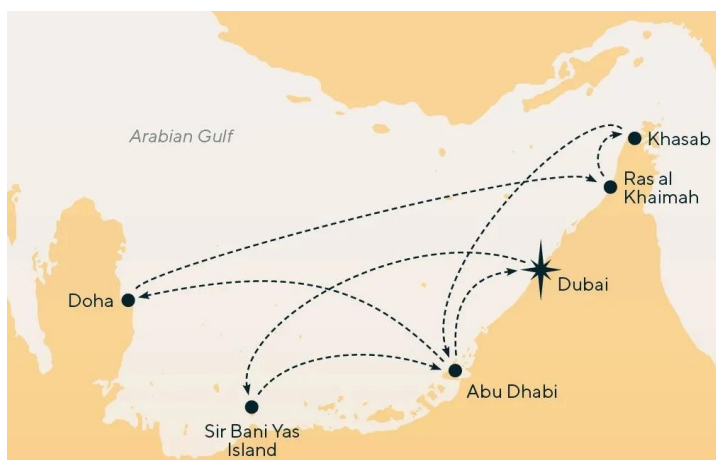 Arabian Gulf
Khasab
Ras al
Khaimah
Dubai
Doha
Abu Dhabi
Sir Bani Yas
Island